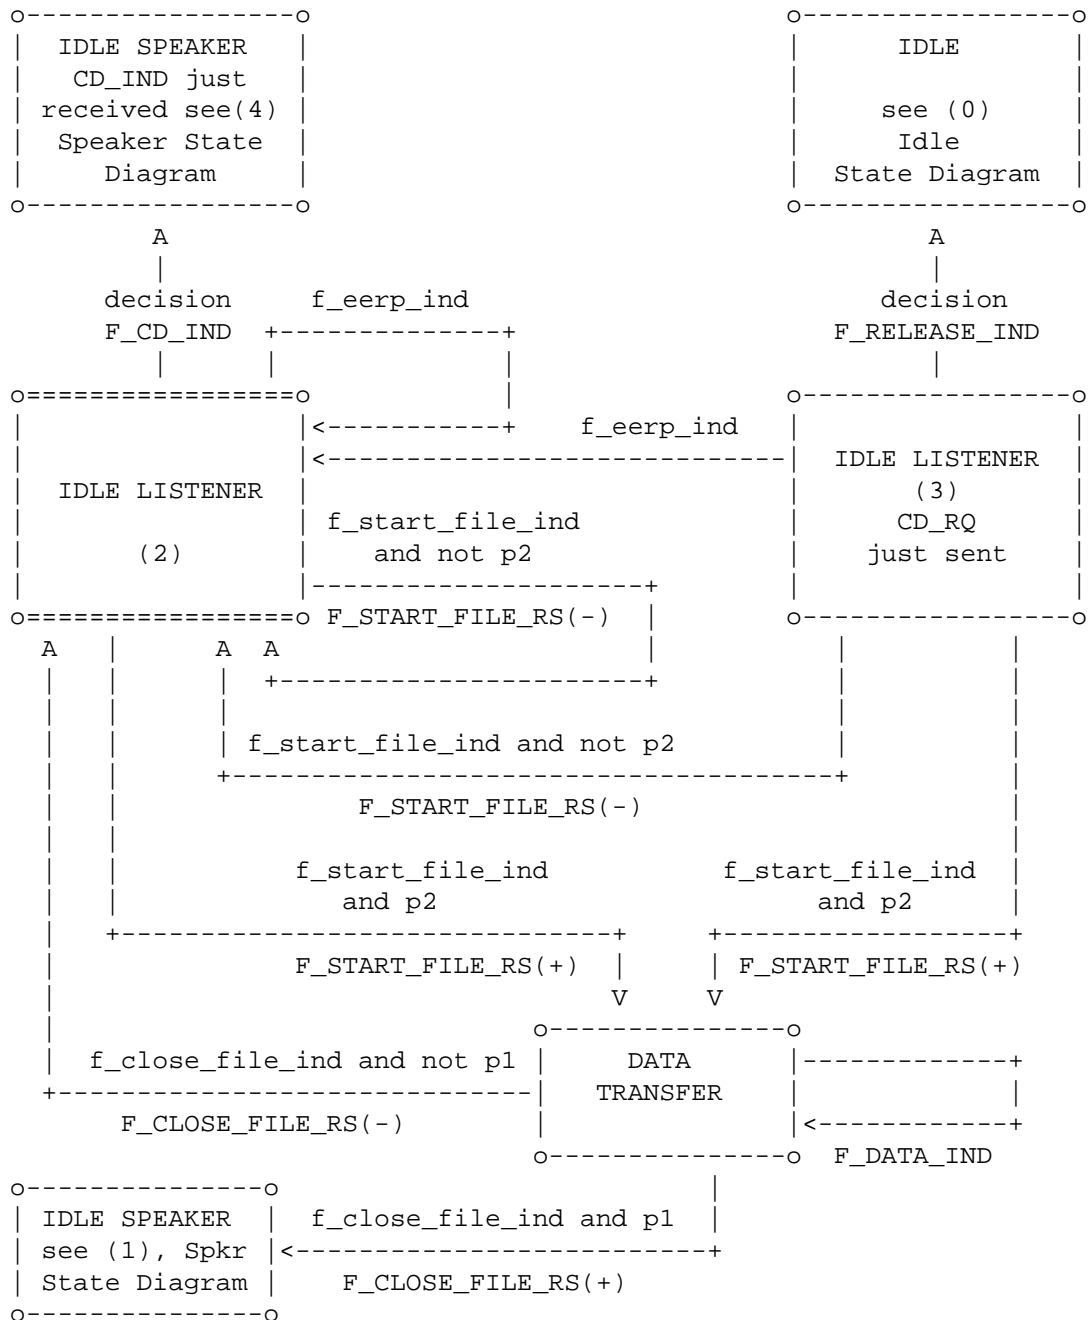 o-----------------o                              o-----------------o
|  IDLE SPEAKER   |                              |      IDLE       |
|   CD_IND just   |                              |                 |
| received see(4) |                              |     see (0)     |
|  Speaker State  |                              |      Idle       |
|     Diagram     |                              |  State Diagram  |
o-----------------o                              o-----------------o
         A                                                A
         |                                                |
      decision     f_eerp_ind                          decision
      F_CD_IND  +--------------+                    F_RELEASE_IND
         |      |              |                          |
o=================o            |                 o-----------------o
|                 |<-----------+    f_eerp_ind   |                 |
|                 |<-----------------------------|  IDLE LISTENER  |
|  IDLE LISTENER  |                              |       (3)       |
|                 | f_start_file_ind             |      CD_RQ      |
|       (2)       |    and not p2                |    just sent    |
|                 |---------------------+        |                 |
o=================o F_START_FILE_RS(-)  |        o-----------------o
  A   |      A  A                       |           |          |
  |   |      |  +-----------------------+           |          |
  |   |      |                                      |          |
  |   |      | f_start_file_ind and not p2          |          |
  |   |      +--------------------------------------+          |
  |   |               F_START_FILE_RS(-)                       |
  |   |                                                        |
  |   |           f_start_file_ind           f_start_file_ind  |
  |   |              and p2                       and p2      |
  |   +-------------------------------+     +------------------+
  |               F_START_FILE_RS(+)  |     | F_START_FILE_RS(+)
  |                                   V     V
  |                              o---------------o
  |  f_close_file_ind and not p1 |     DATA      |-------------+
  +------------------------------|   TRANSFER    |             |
       F_CLOSE_FILE_RS(-)        |               |<------------+
                                 o---------------o  F_DATA_IND
o---------------o                           |
| IDLE SPEAKER  |  f_close_file_ind and p1  |
| see (1), Spkr |<--------------------------+
| State Diagram |    F_CLOSE_FILE_RS(+)
o---------------o